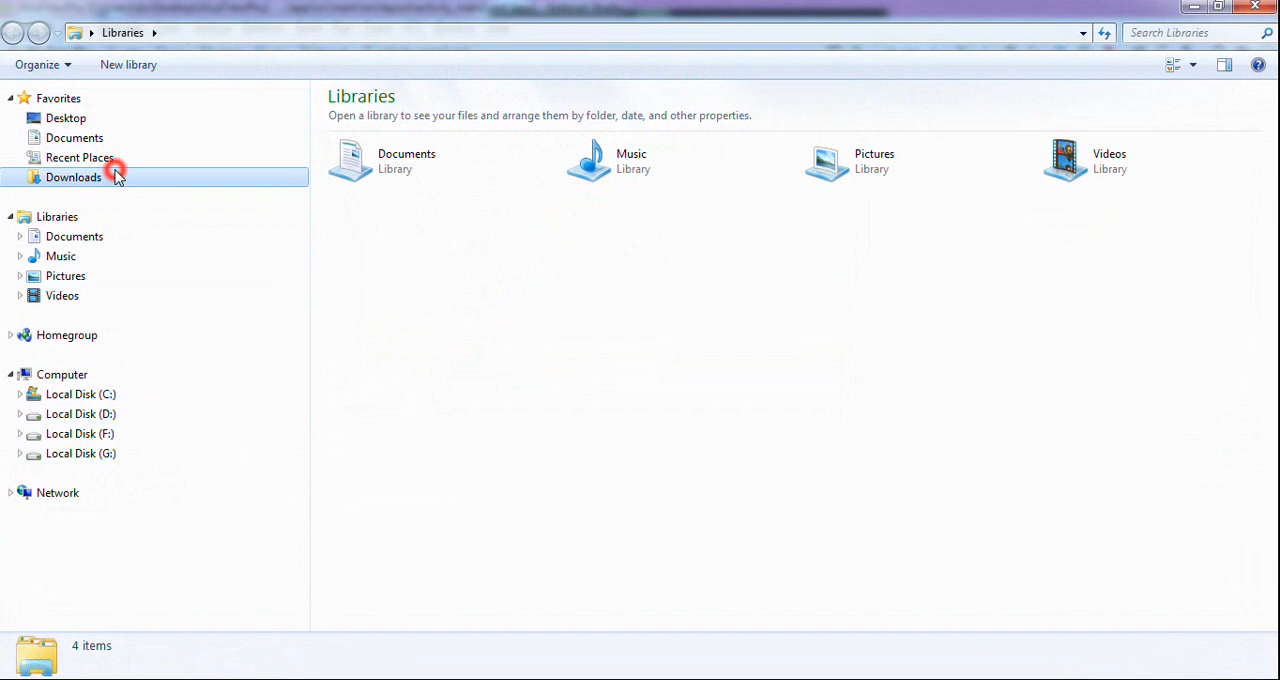 Libraries
Search Libraries
Organize
New library
Favorites
Desktop
Documents
Recent Places
Downloads
Libraries
Documents
Music
Pictures
Videos
Homegroup
Computer
Local Disk (C:)
Local Disk (D:)
Local Disk (F:)
Local Disk (G:)
Network
Libraries
Open a library to see your files and arrange them by folder, date, and other properties.
Documents
Library
Music
Library
Pictures
Library
Videos
Library
4 items